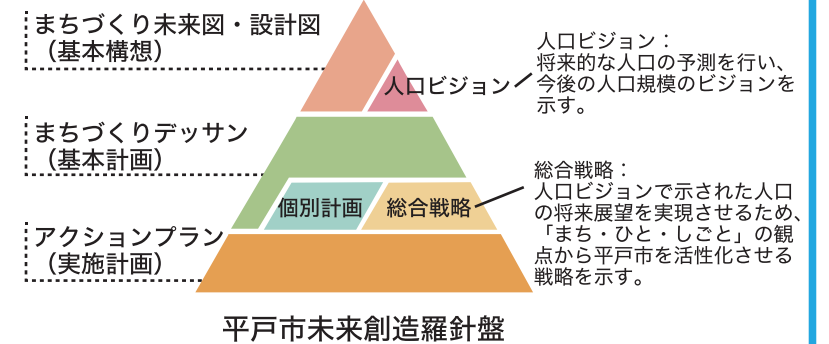 まちづくり未来図・設計図
（基本構想）
人口ビジョン
人口ビジョン：
将来的な人口の予測を行い、
今後の人口規模のビジョンを
示す。
まちづくりデッサン
（基本計画）
個別計画
総合戦略
総合戦略：
人口ビジョンで示された人口
の将来展望を実現させるため、
「まち・ひと・しごと」の観
点から平戸市を活性化させる
戦略を示す。
アクションプラン
（実施計画）
平戸市未来創造羅針盤